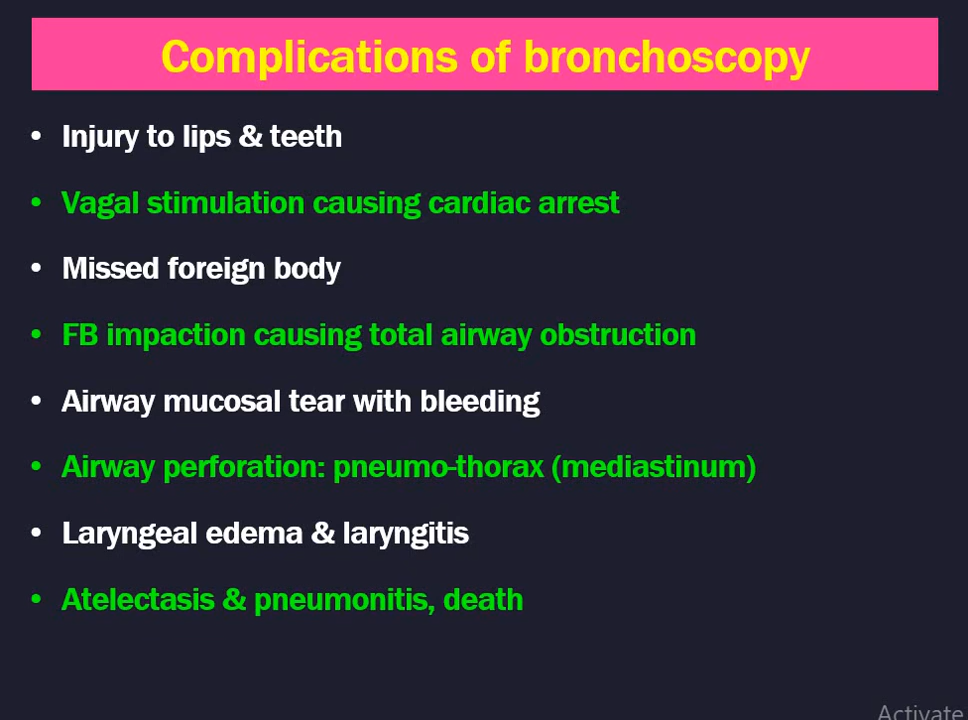 Complications of bronchoscopy
• Injury to lips & teeth
• Vagal stimulation causing cardiac arrest
• Missed foreign body
• FB impaction causing total airway obstruction
• Airway mucosal tear with bleeding
• Airway perforation: pneumo-thorax (mediastinum)
• Laryngeal edema & laryngitis
• Atelectasis & pneumonitis, death
Activate